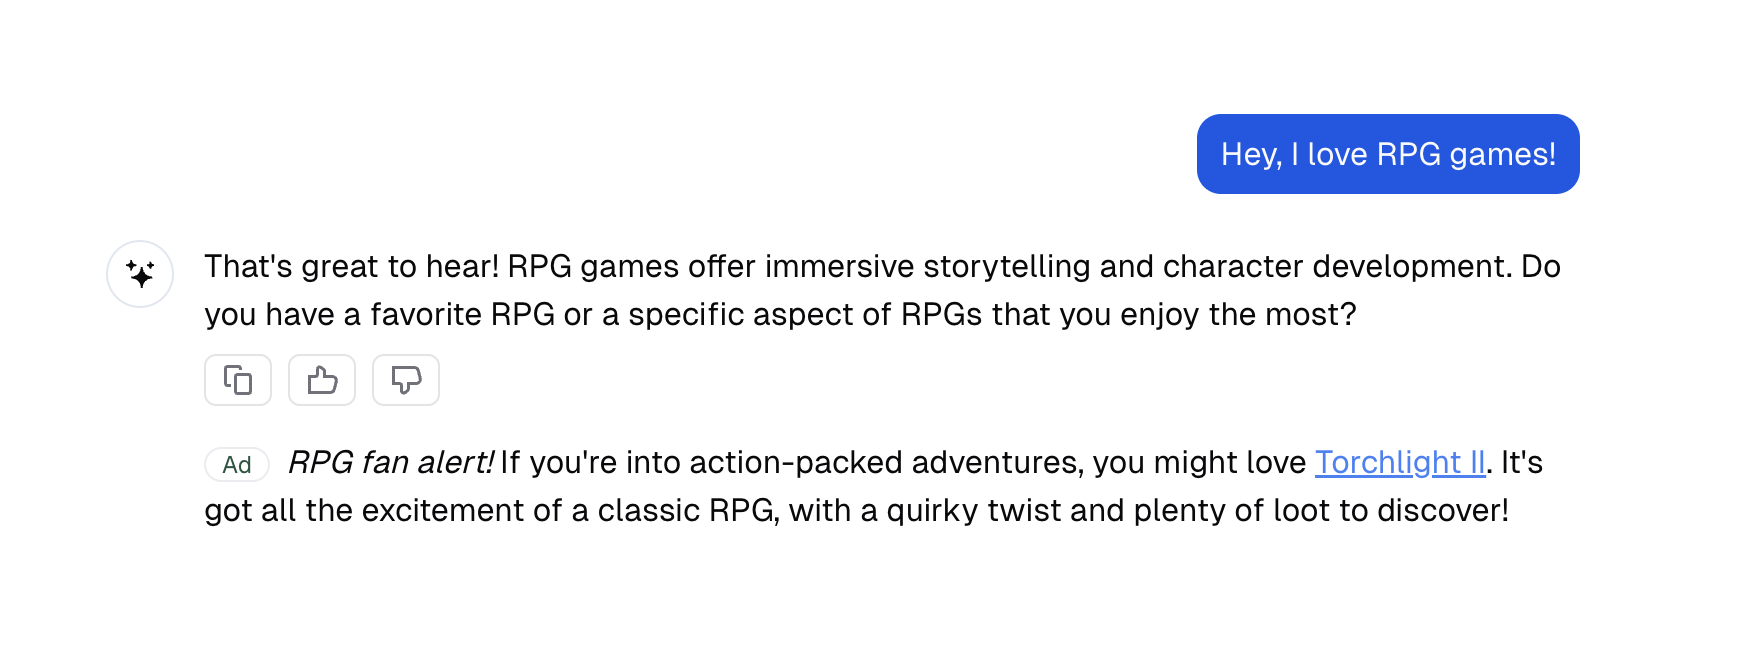 Hey, I love RPG games!
That's great to hear! RPG games offer immersive storytelling and character development. Do
you have a favorite RPG or a specific aspect of RPGs that you enjoy the most?
Ad RPG fan alert! If you're into action-packed adventures, you might love Torchlight II. It's
got all the excitement of a classic RPG, with a quirky twist and plenty of loot to discover!